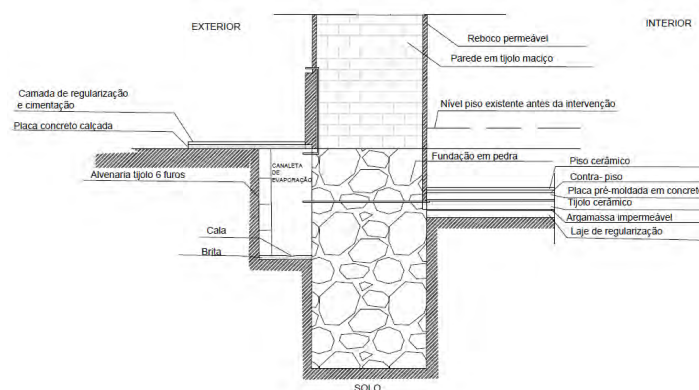 EXTERIOR
INTERIOR
Reboco permeável
Parede em tijolo maciço
Camada de regularização
e cimentação
Placa concreto calçada
Nível piso existente antes da intervenção
CANALETA
DE
EVAPORAÇÃO
Fundação em pedra
Alvenaria tijolo 6 furos
Piso cerâmico
Contra- piso
Placa pré-moldada em concreto
Tijolo cerâmico
Argamassa impermeável
Laje de regularização
Cala
Brita
SOLO